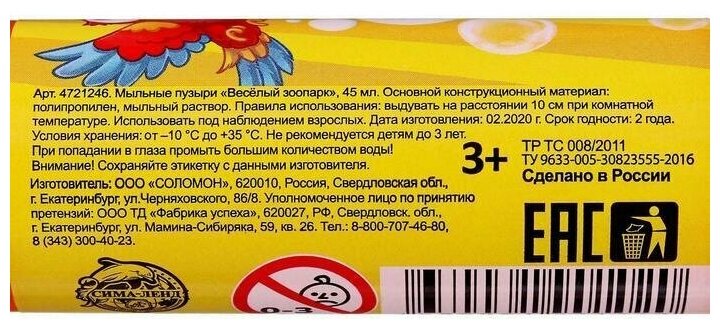 Арт. 4721246. Мыльные пузыри «Весёлый зоопарк», 45 мл. Основной конструкционный материал:
полипропилен, мыльный раствор. Правила использования: выдувать на расстоянии 10 см при комнатной
температуре. Использовать под наблюдением взрослых. Дата изготовления: 02.2020 г. Срок годности: 2 года.
Условия хранения: от –10 °С до +35 °С. Не рекомендуется детям до 3 лет.
При попадании в глаза промыть большим количеством воды!
Внимание! Сохраняйте этикетку с данными изготовителя.
Изготовитель: ООО «СОЛОМОН», 620010, Россия, Свердловская обл.,
г. Екатеринбург, ул.Черняховского, 86/8. Уполномоченное лицо по принятию
претензий: ООО ТД «Фабрика успеха», 620027, РФ, Свердловск. обл.,
г. Екатеринбург, ул. Мамина-Сибиряка, 59, кв. 26. Тел.: 8-800-707-46-80,
8 (343) 300-40-23.
3+
ТР ТС 008/2011
ТУ 9633-005-30823555-2016
Сделано в России
EAC
СИМА-ЛЕНД
0-3